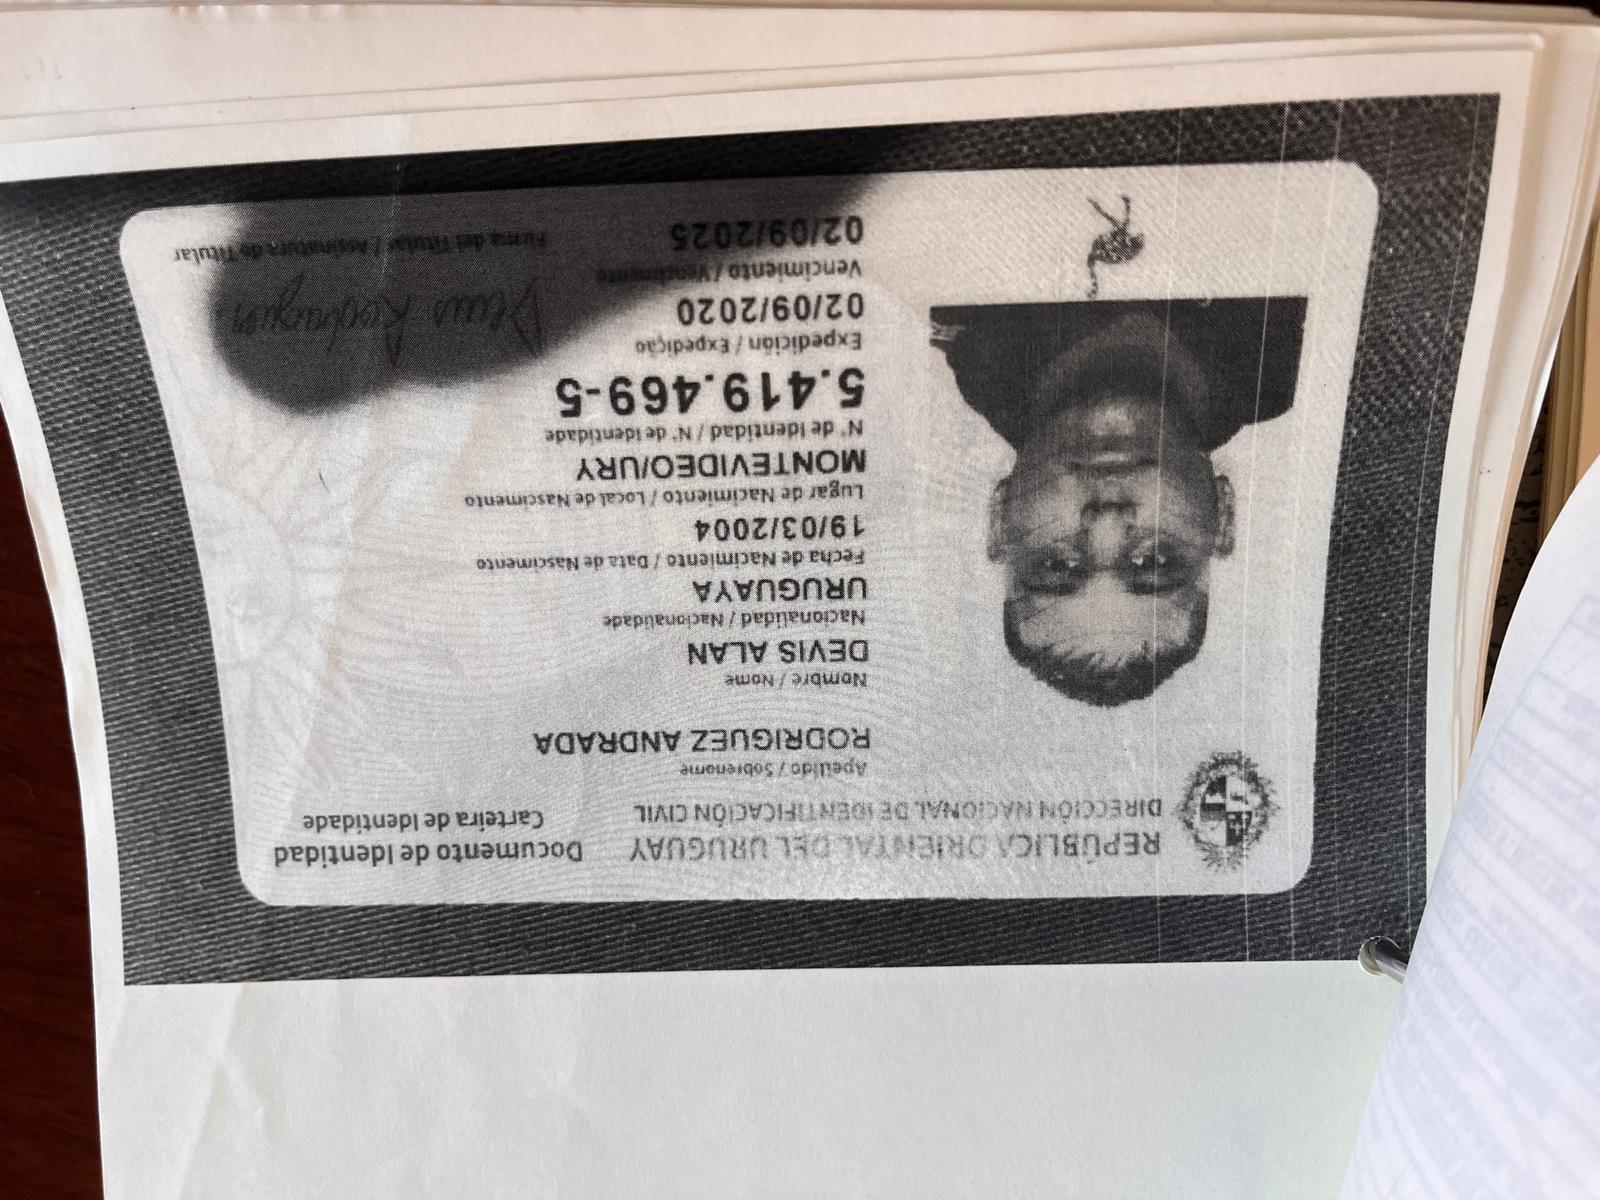 REPÚBLICA ORIENTAL DEL URUGUAY
DIRECCIÓN NACIONAL DE IDENTIFICACIÓN CIVIL
Documento de Identidad
Carteira de Identidade
Apellido / Sobrenome
RODRIGUEZ ANDRADA
Nombre / Nome
DEVIS ALAN
Nacionalidad / Nacionalidade
URUGUAYA
Fecha de Nacimiento / Data de Nascimento
19/03/2004
Lugar de Nacimiento / Local de Nascimento
MONTEVIDEO/URY
N° de Identidad / N° de Identidade
5.419.469-5
Expedición / Expedição
02/09/2020
Vencimiento / Vencimento
02/09/2025
Devis Rodriguez
Firma del Titular / Assinatura do Titular